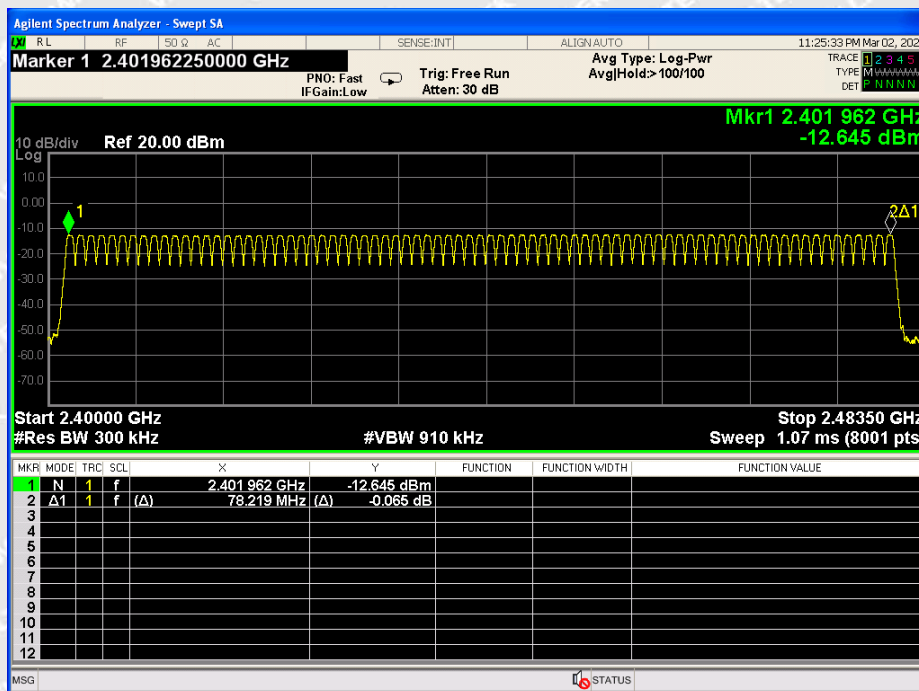 Agilent Spectrum Analyzer - Swept SA
LXI RL RF 50 Ω AC SENSE:INT ALIGNAUTO 11:25:33 PM Mar 02, 202
Marker 1 2.401962250000 GHz
PNO: Fast
IFGain:Low
Trig: Free Run
Atten: 30 dB
Avg Type: Log-Pwr
Avg|Hold:>100/100
TRACE 1 2 3 4 5
TYPE M
DET P N N N N
Mkr1 2.401 962 GHz
-12.645 dBm
10 dB/div Ref 20.00 dBm
Log
10.0
0.00
-10.0
-20.0
-30.0
-40.0
-50.0
-60.0
-70.0
1
2Δ1
Start 2.40000 GHz Stop 2.48350 GHz
#Res BW 300 kHz #VBW 910 kHz Sweep 1.07 ms (8001 pts
MKR MODE TRC SCL X Y FUNCTION FUNCTION WIDTH FUNCTION VALUE
1 N 1 f 2.401 962 GHz -12.645 dBm
2 Δ1 1 f (Δ) 78.219 MHz (Δ) -0.065 dB
3
4
5
6
7
8
9
10
11
12
MSG STATUS